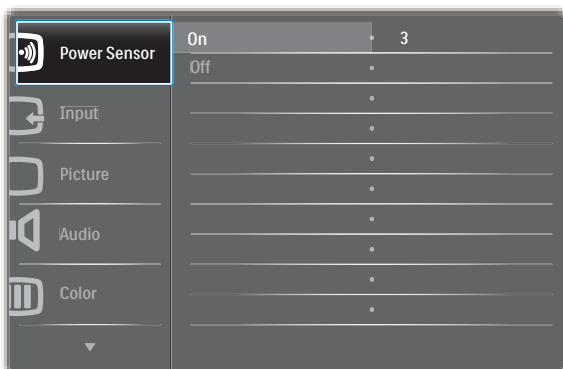 Power Sensor
On 3
Off
Input
Picture
Audio
Color